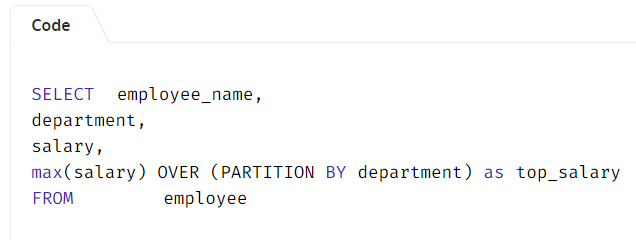 Code
SELECT employee_name,
department,
salary,
max(salary) OVER (PARTITION BY department) as top_salary
FROM employee